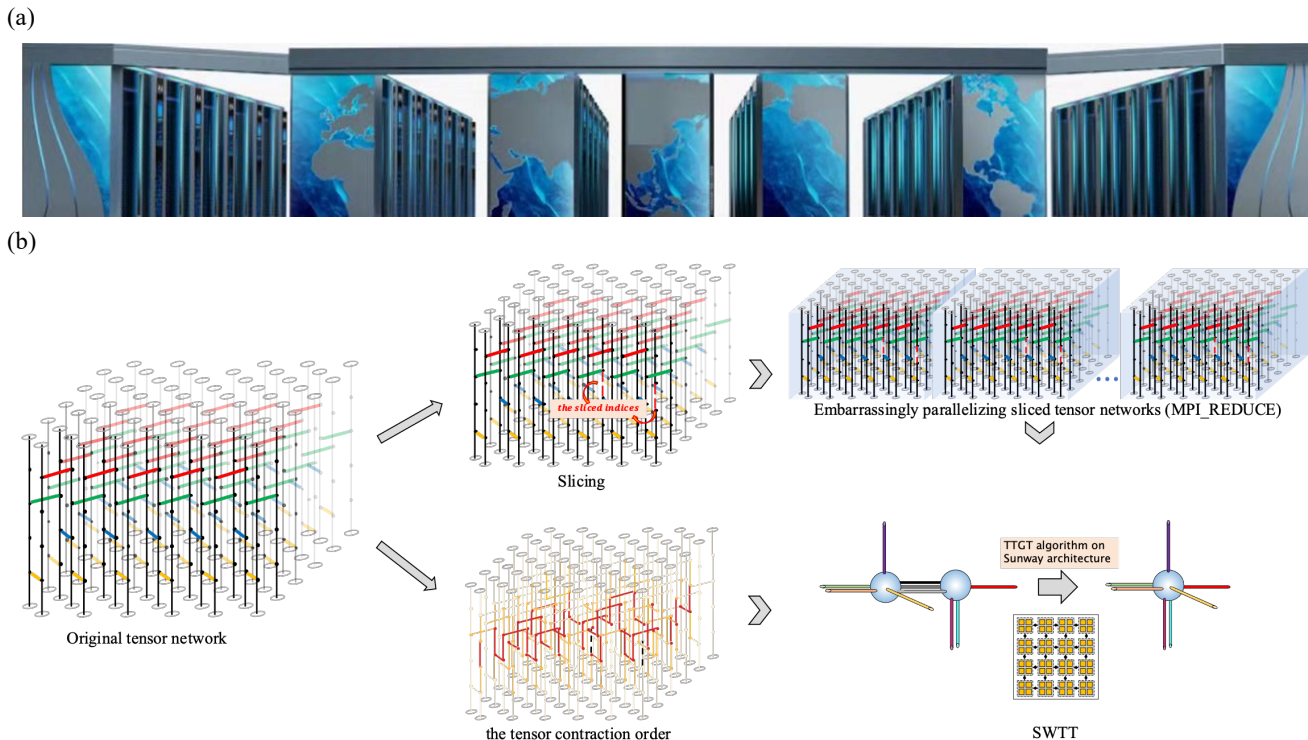 (a)
(b)
the sliced indices
Slicing
Embarrassingly parallelizing sliced tensor networks (MPI_REDUCE)
Original tensor network
TTGT algorithm on
Sunway architecture
the tensor contraction order
SWTT